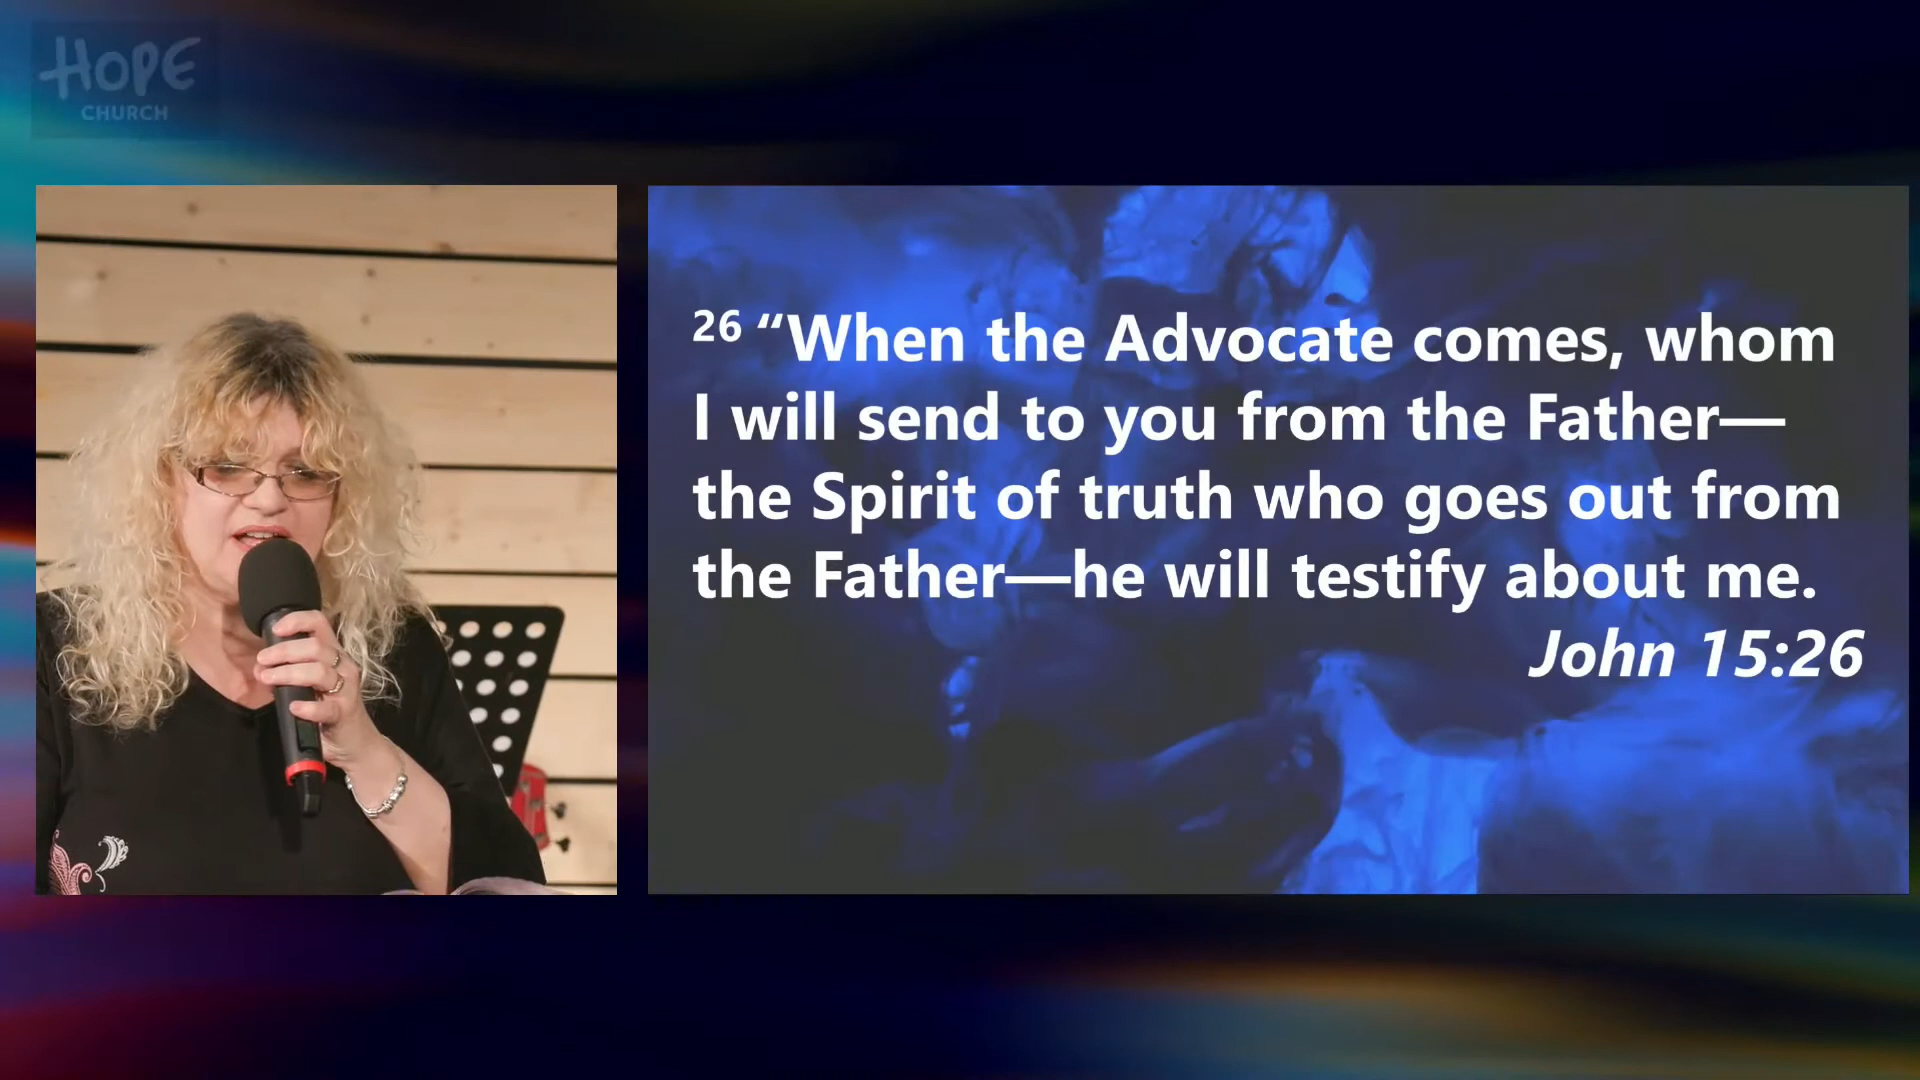 HOPE
CHURCH
26 “When the Advocate comes, whom
I will send to you from the Father—
the Spirit of truth who goes out from
the Father—he will testify about me.
John 15:26